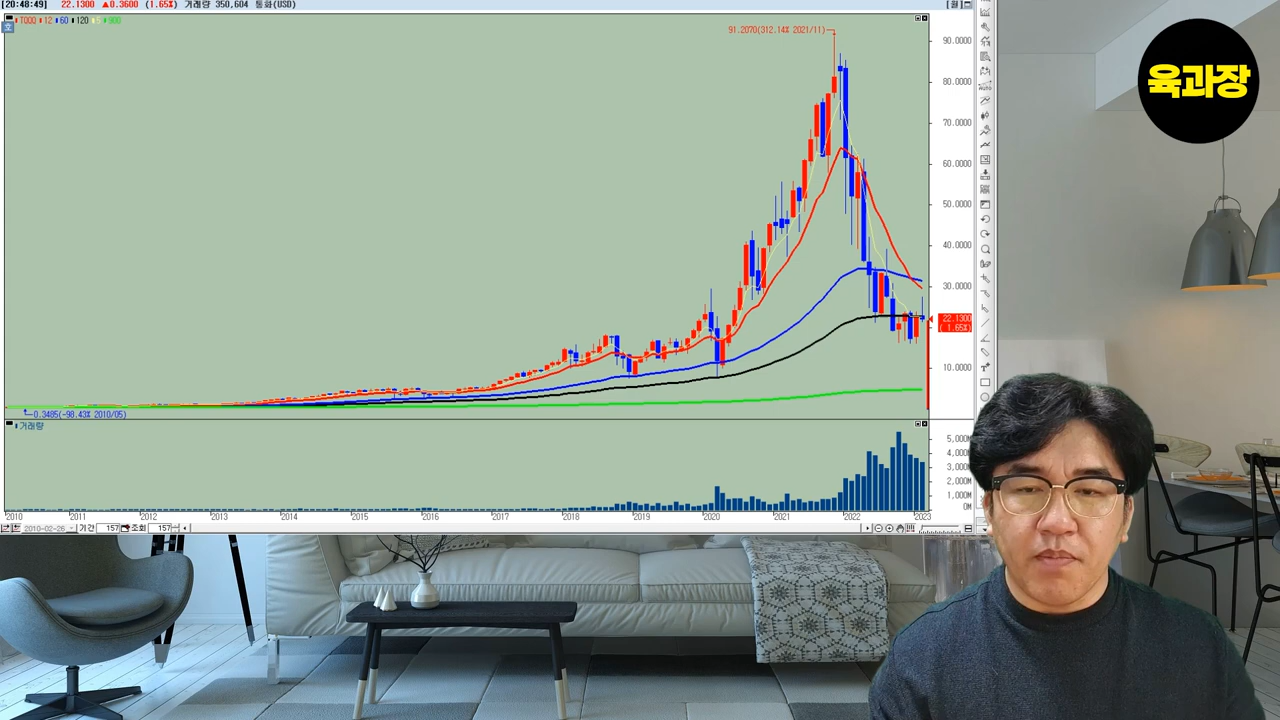 [20:48:49] 22.1300 ▲0.3600 (1.65%) 거래량 350,604 통화(USD) [월]
12 60 120 5 900
91.2070(312.14% 2021/11)
육과장
90.0000
80.0000
70.0000
60.0000
50.0000
40.0000
30.0000
22.1300
( 1.65%)
10.0000
0.3485(-98.43% 2010/05)
거래량
5,000M
4,000M
3,000M
2,000M
1,000M
0M
2010 2011 2012 2013 2014 2015 2016 2017 2018 2019 2020 2021 2022 2023
2010-02-26 기간 157 조회 157